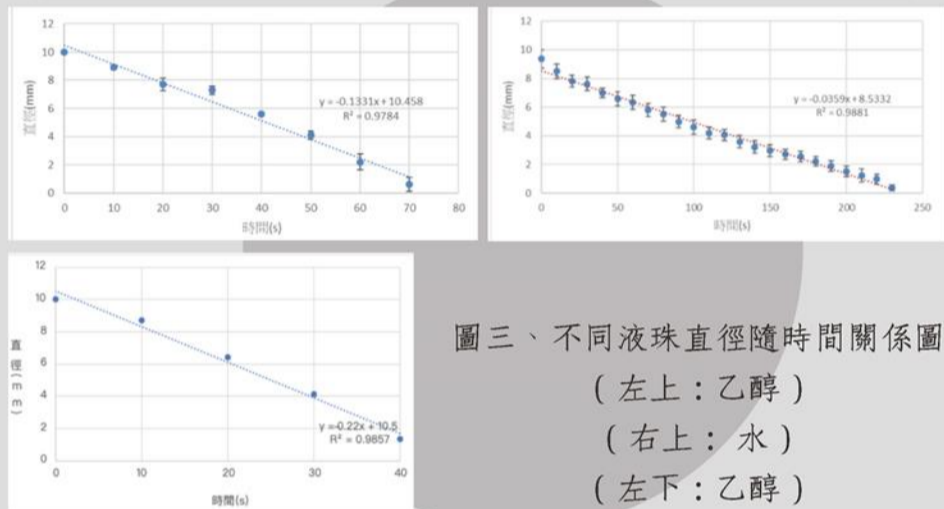 12
10
8
6
4
2
0
直徑(mm)
y = -0.1331x + 10.458
R² = 0.9784
0 10 20 30 40 50 60 70 80
時間(s)
12
10
8
6
4
2
0
直徑(mm)
y = -0.0359x + 8.5332
R² = 0.9881
0 50 100 150 200 250
時間(s)
12
10
8
6
4
2
0
直徑(mm)
y = -0.22x + 10.5
R² = 0.9857
0 10 20 30 40
時間(s)
圖三、不同液珠直徑隨時間關係圖
( 左上：乙醇 )
( 右上： 水 )
( 左下：乙醇 )